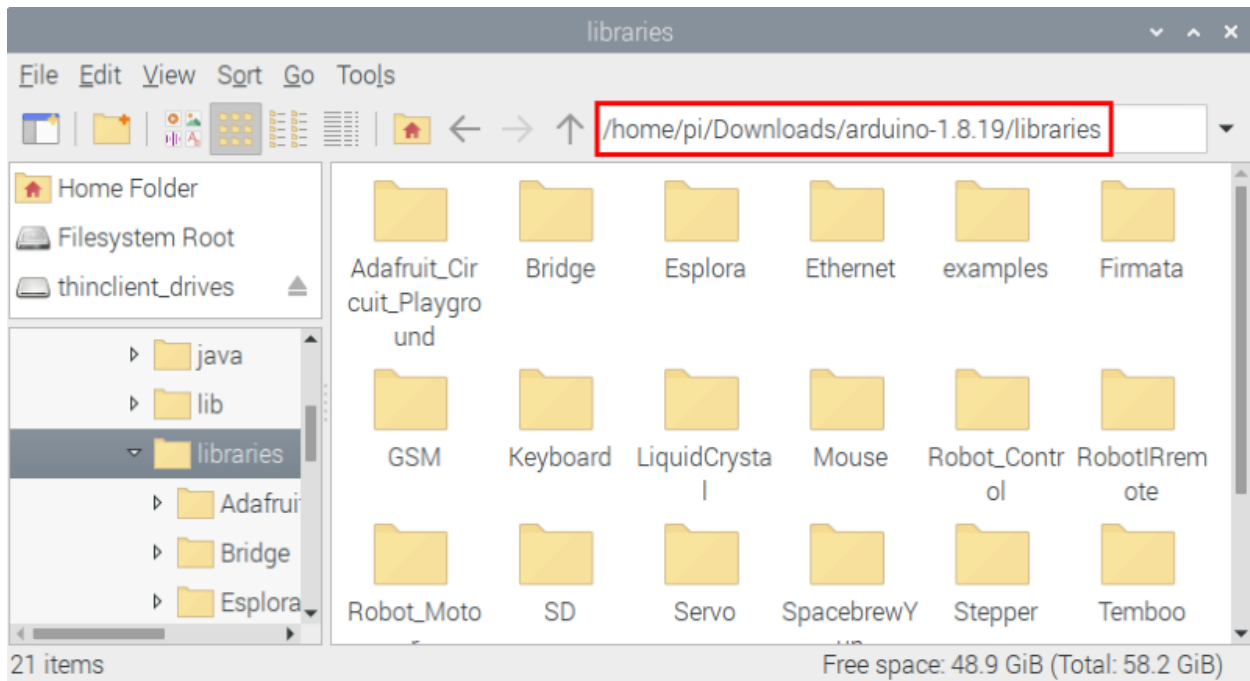 libraries
File Edit View Sort Go Tools
/home/pi/Downloads/arduino-1.8.19/libraries
Home Folder
Filesystem Root
thinclient_drives
java
lib
libraries
Adafrui
Bridge
Esplora
Adafruit_Cir
cuit_Playgro
und
Bridge
Esplora
Ethernet
examples
Firmata
GSM
Keyboard
LiquidCrysta
l
Mouse
Robot_Contr
ol
RobotIRrem
ote
Robot_Moto
SD
Servo
SpacebrewY
Stepper
Temboo
21 items
Free space: 48.9 GiB (Total: 58.2 GiB)